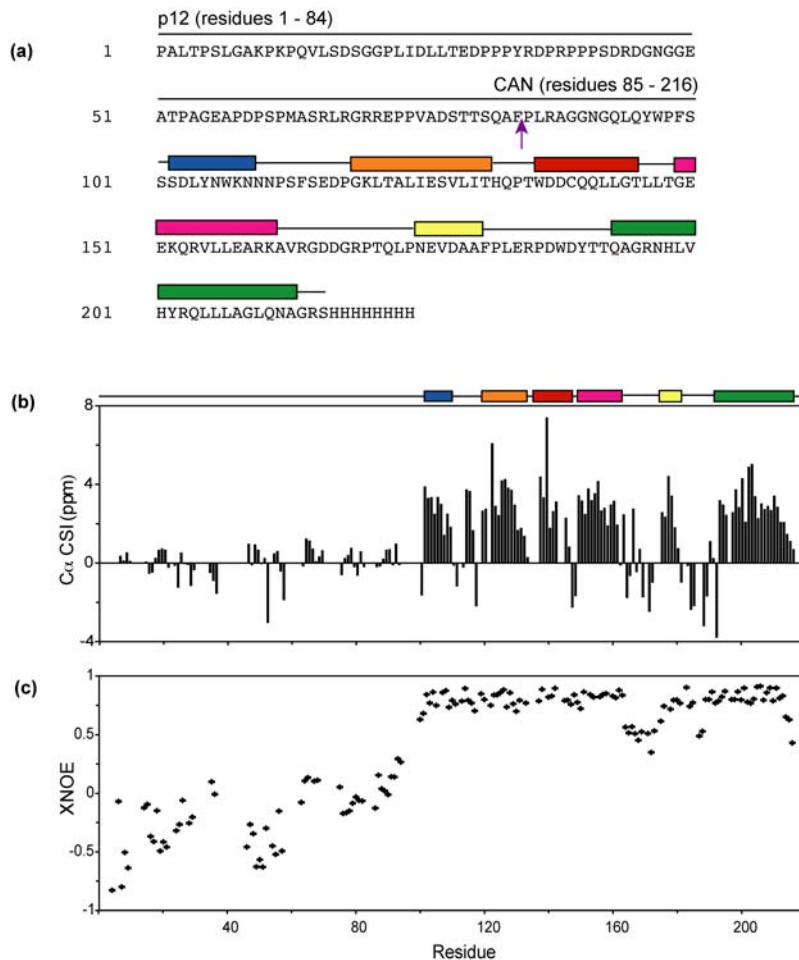 p12 (residues 1 - 84)
(a)
1 PALTPSLGAKPKPQVLSDSGGPLIDLLTEDPPPYRDPRPPPSDRDGNGGE
CAN (residues 85 - 216)
51 ATPAGEAPDPSPMASRLRGRREPPVADSTTSQAFPLRAGGNGQLQYWPFS
101 SSDLYNWKNNNPSFSEDPGKLTALIESVLITHQPTWDDCQQLLGTLLTGE
151 EKQRVLLEARKAVRGDDGRPTQLPNEVDAAFPLERPDWDYTTQAGRNHLV
201 HYRQLLLAGLQNAGRSHHHHHHHH
(b)
8
4
0
-4
Cα CSI (ppm)
(c)
1
0.5
0
-0.5
-1
XNOE
40 80 120 160 200
Residue